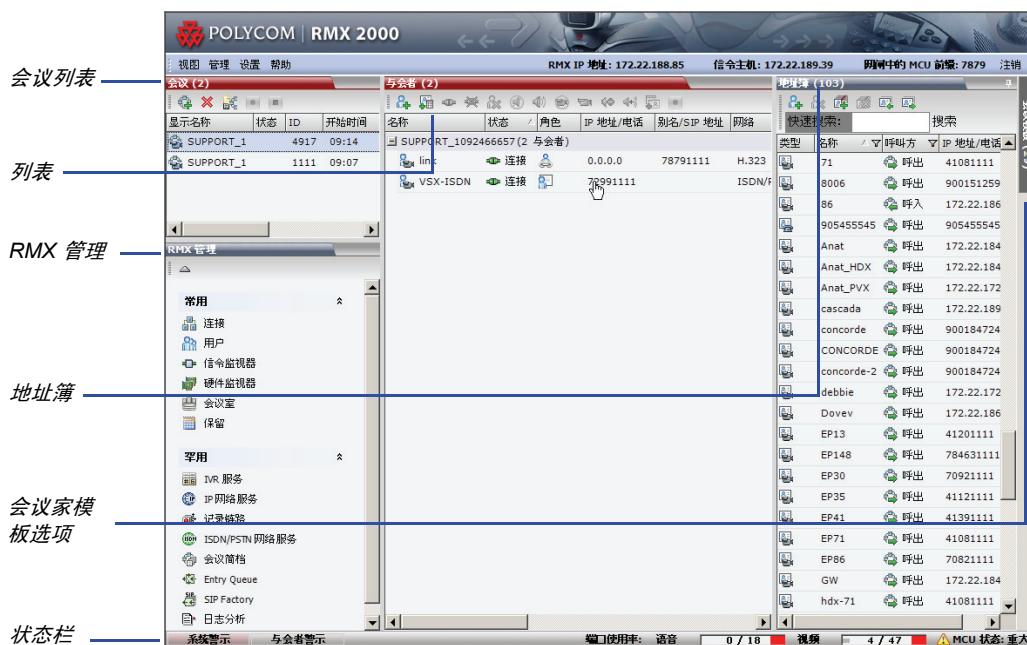 POLYCOM | RMX 2000
视图 管理 设置 帮助 RMX IP 地址: 172.22.188.85 信令主机: 172.22.189.39 网闸中的 MCU 前缀: 7879 注销
会议列表
列表
RMX 管理
地址簿
会议家模
板选项
状态栏
会议 (2)
显示名称 状态 ID 开始时间
SUPPORT_1 4917 09:14
SUPPORT_1 1111 09:07
RMX 管理
常用
连接
用户
信令监视器
硬件监视器
会议室
保留
罕用
IVR 服务
IP 网络服务
记录链路
ISDN/PSTN 网络服务
会议简档
Entry Queue
SIP Factory
日志分析
与会者 (2)
名称 状态 角色 IP 地址/电话 别名/SIP 地址 网络
SUPPORT_1092466657 (2 与会者)
link 连接 0.0.0.0 78791111 H.323
VSX-ISDN 连接 72991111 ISDN/F
地址簿 (103)
快速搜索: 搜索
类型 名称 呼叫方 IP 地址/电话
71 呼出 41081111
8006 呼出 900151259
86 呼入 172.22.186
905455545 呼出 905455545
Anat 呼出 172.22.184
Anat_HDX 呼出 172.22.184
Anat_PVX 呼出 172.22.172
cascada 呼出 172.22.189
concorde 呼出 900184724
CONCORDE 呼出 900184724
concorde-2 呼出 900184724
debbie 呼出 172.22.172
Dovev 呼出 172.22.186
EP13 呼出 41201111
EP148 呼出 784631111
EP30 呼出 70921111
EP35 呼出 41121111
EP41 呼出 41391111
EP71 呼出 41081111
EP86 呼出 70821111
GW 呼出 172.22.184
hdx-71 呼出 41081111
系统警示 与会者警示 端口使用率: 语音 0 / 18 视频 4 / 47 MCU 状态: 重大